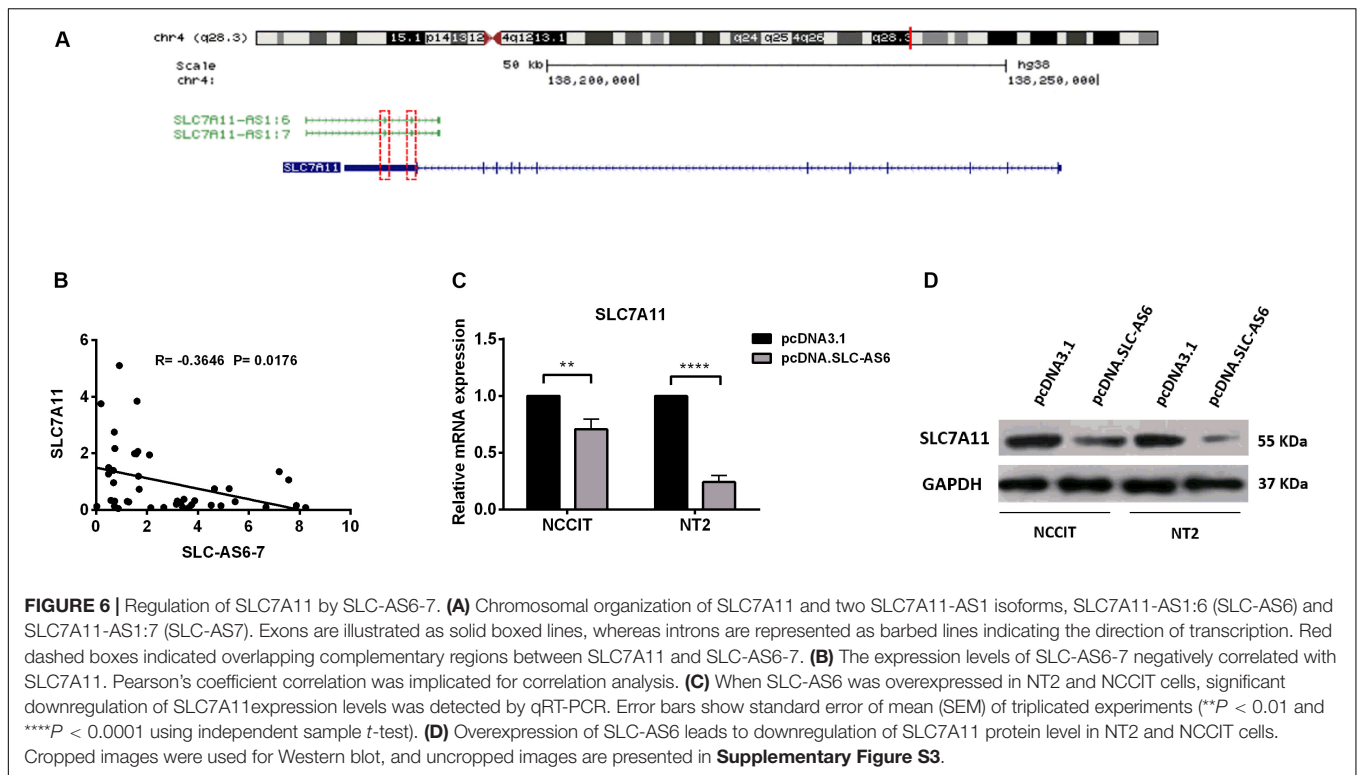 A
chr4 (q28.3)
15.1 p14 13 12 4q12 13.1 q24 q25 4q26 q28.3
Scale 50 kb hg38
chr4: 138,200,000| 138,250,000|
SLC7A11-AS1:6
SLC7A11-AS1:7
SLC7A11
B
R= -0.3646 P= 0.0176
SLC7A11
6
4
2
0
0 2 4 6 8 10
SLC-AS6-7
C
SLC7A11
Relative mRNA expression
1.5
1.0
0.5
0.0
** ****
NCCIT NT2
pcDNA3.1
pcDNA.SLC-AS6
D
pcDNA3.1 pcDNA.SLC-AS6 pcDNA3.1 pcDNA.SLC-AS6
SLC7A11 55 KDa
GAPDH 37 KDa
NCCIT NT2
FIGURE 6 | Regulation of SLC7A11 by SLC-AS6-7. (A) Chromosomal organization of SLC7A11 and two SLC7A11-AS1 isoforms, SLC7A11-AS1:6 (SLC-AS6) and
SLC7A11-AS1:7 (SLC-AS7). Exons are illustrated as solid boxed lines, whereas introns are represented as barbed lines indicating the direction of transcription. Red
dashed boxes indicated overlapping complementary regions between SLC7A11 and SLC-AS6-7. (B) The expression levels of SLC-AS6-7 negatively correlated with
SLC7A11. Pearson's coefficient correlation was implicated for correlation analysis. (C) When SLC-AS6 was overexpressed in NT2 and NCCIT cells, significant
downregulation of SLC7A11expression levels was detected by qRT-PCR. Error bars show standard error of mean (SEM) of triplicated experiments (**P < 0.01 and
****P < 0.0001 using independent sample t-test). (D) Overexpression of SLC-AS6 leads to downregulation of SLC7A11 protein level in NT2 and NCCIT cells.
Cropped images were used for Western blot, and uncropped images are presented in Supplementary Figure S3.